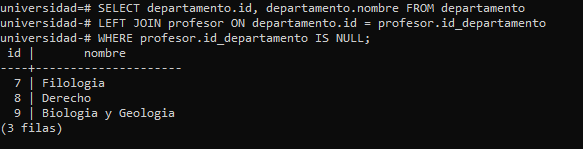 universidad=# SELECT departamento.id, departamento.nombre FROM departamento
universidad-# LEFT JOIN profesor ON departamento.id = profesor.id_departamento
universidad-# WHERE profesor.id_departamento IS NULL;
 id |       nombre
----+---------------------
  7 | Filologia
  8 | Derecho
  9 | Biologia y Geologia
(3 filas)